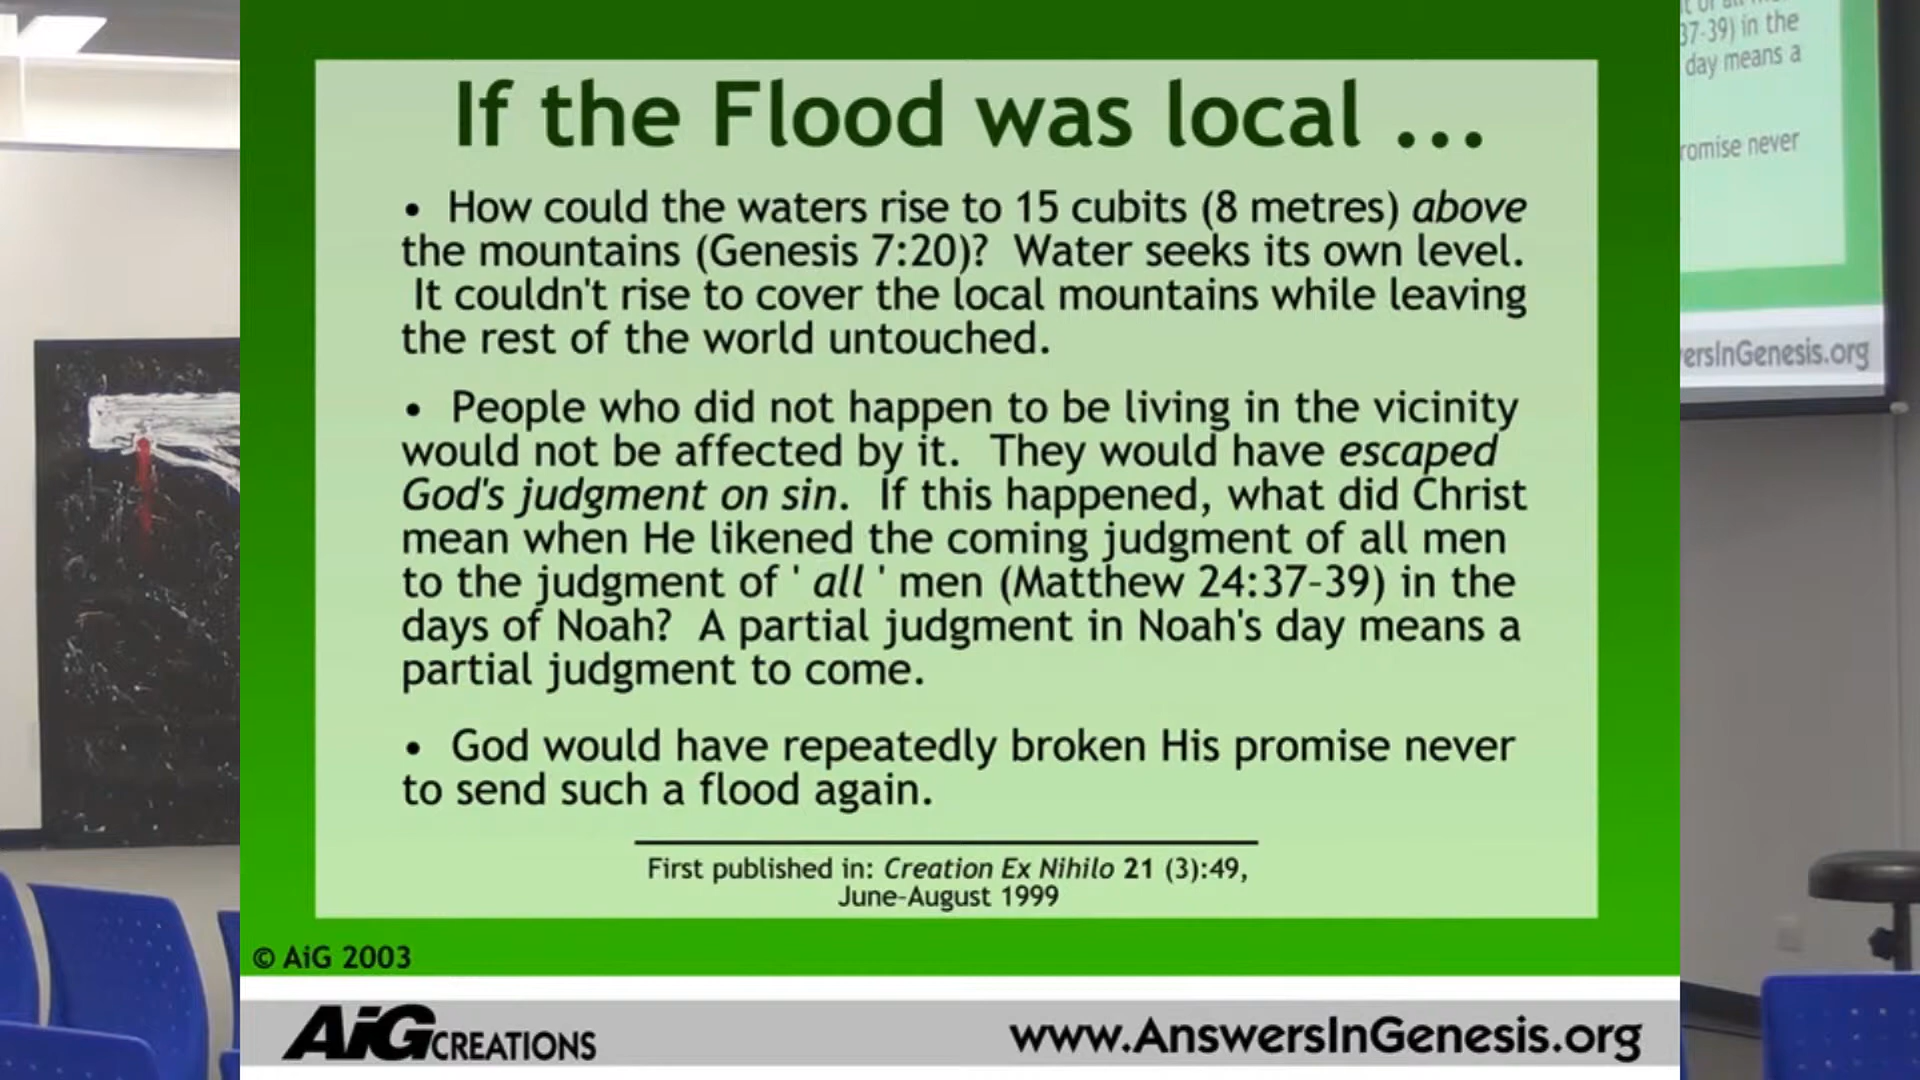 If the Flood was local ...
• How could the waters rise to 15 cubits (8 metres) above
the mountains (Genesis 7:20)? Water seeks its own level.
It couldn't rise to cover the local mountains while leaving
the rest of the world untouched.
• People who did not happen to be living in the vicinity
would not be affected by it. They would have escaped
God's judgment on sin. If this happened, what did Christ
mean when He likened the coming judgment of all men
to the judgment of ' all ' men (Matthew 24:37-39) in the
days of Noah? A partial judgment in Noah's day means a
partial judgment to come.
• God would have repeatedly broken His promise never
to send such a flood again.
First published in: Creation Ex Nihilo 21 (3):49,
June-August 1999
© AiG 2003
AiG CREATIONS
www.AnswersInGenesis.org
37-39) in the
day means a
romise never
ersInGenesis.org